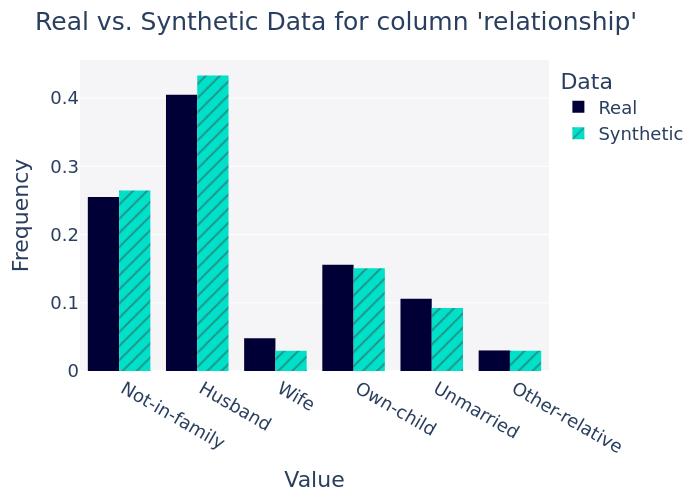 Real vs. Synthetic Data for column 'relationship'
Data
Real
Synthetic
Frequency
0.4
0.3
0.2
0.1
0
Not-in-family
Husband
Wife
Own-child
Unmarried
Other-relative
Value